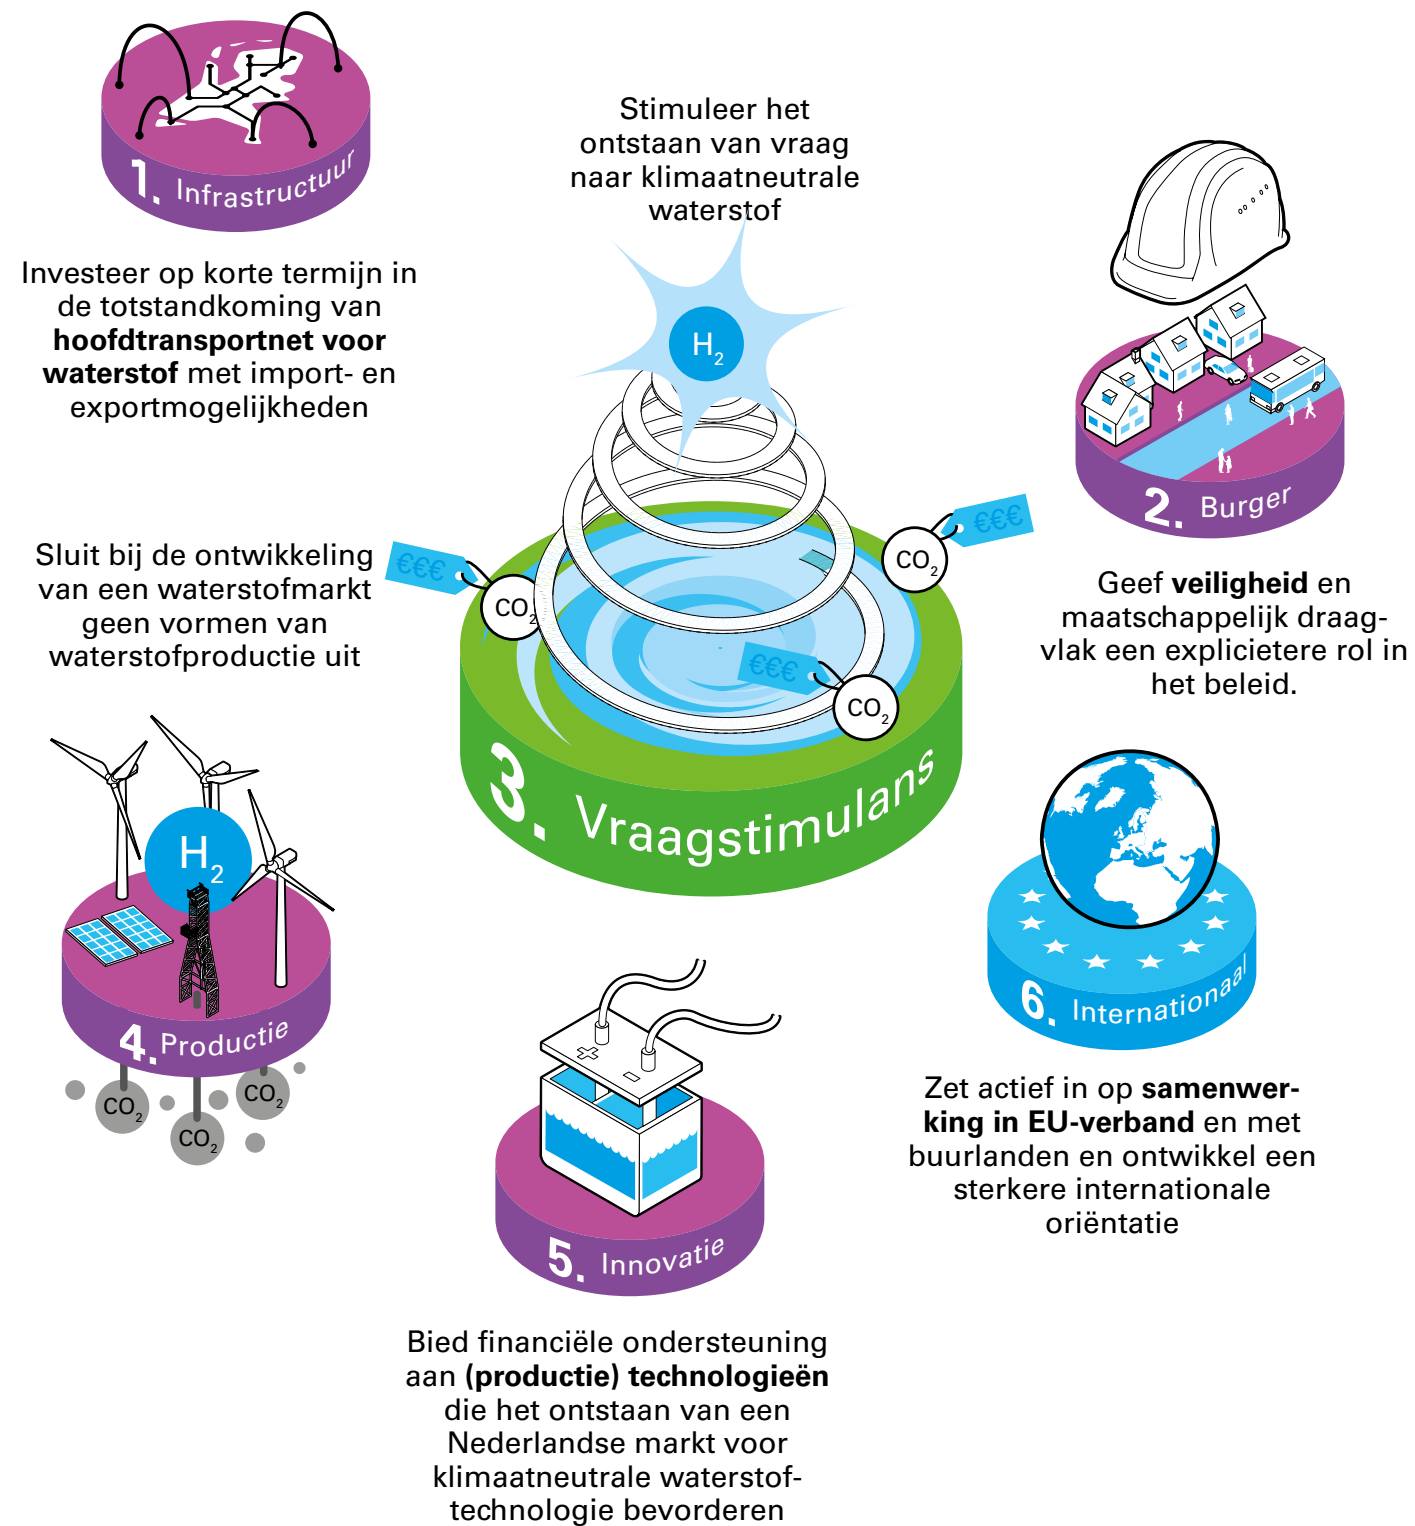 1. Infrastructuur
Investeer op korte termijn in
de totstandkoming van
hoofdtransportnet voor
waterstof met import- en
exportmogelijkheden
Stimuleer het
ontstaan van vraag
naar klimaatneutrale
waterstof
H2
€€€
CO2
€€€
CO2
€€€
CO2
3. Vraagstimulans
2. Burger
Geef veiligheid en
maatschappelijk draag-
vlak een explicietere rol in
het beleid.
Sluit bij de ontwikkeling
van een waterstofmarkt
geen vormen van
waterstofproductie uit
H2
4. Productie
CO2
CO2
CO2
6. Internationaal
Zet actief in op samenwer-
king in EU-verband en met
buurlanden en ontwikkel een
sterkere internationale
oriëntatie
+
-
5. Innovatie
Bied financiële ondersteuning
aan (productie) technologieën
die het ontstaan van een
Nederlandse markt voor
klimaatneutrale waterstof-
technologie bevorderen